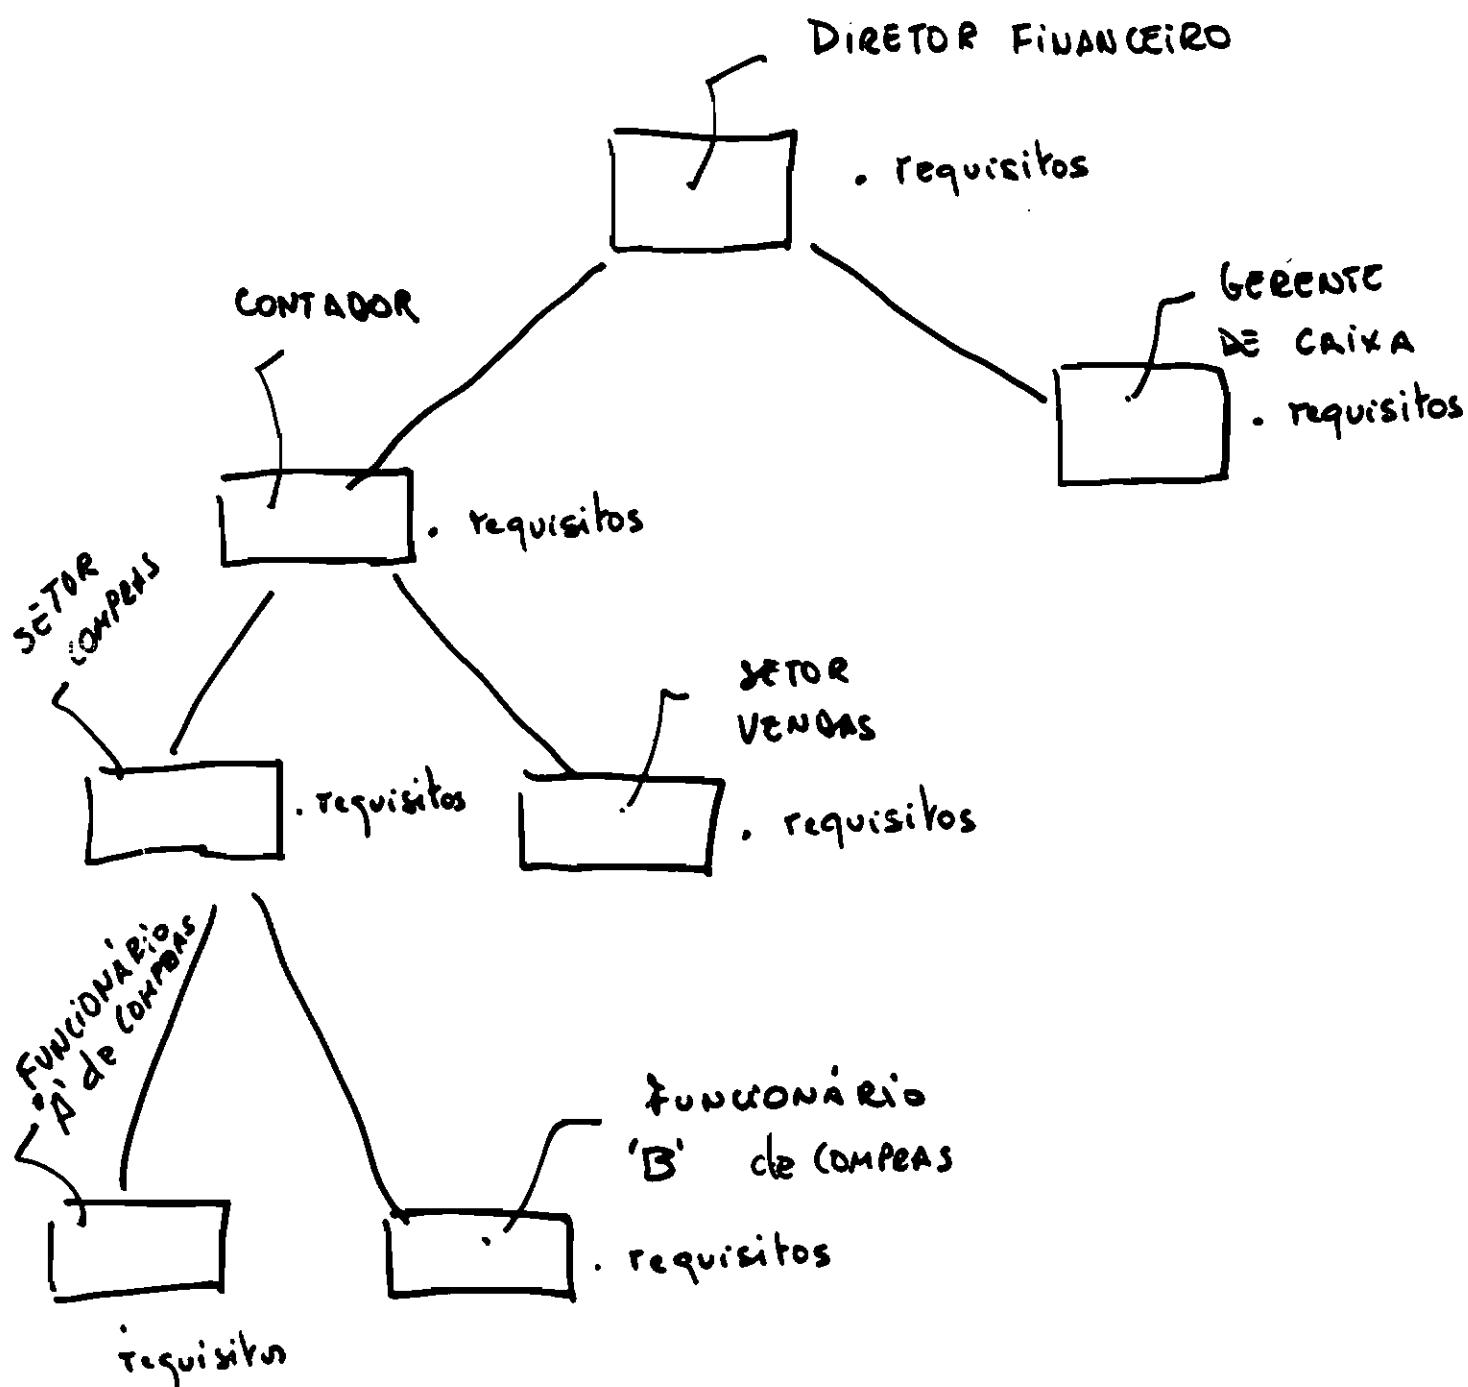 DIRETOR FINANCEIRO
. requisitos
CONTADOR
GERENTE
DE CAIXA
. requisitos
. requisitos
SETOR
COMPRAS
SETOR
VENDAS
. requisitos
. requisitos
FUNCIONÁRIO
'A' de COMPRAS
FUNCIONÁRIO
'B' de COMPRAS
. requisitos
. requisitos